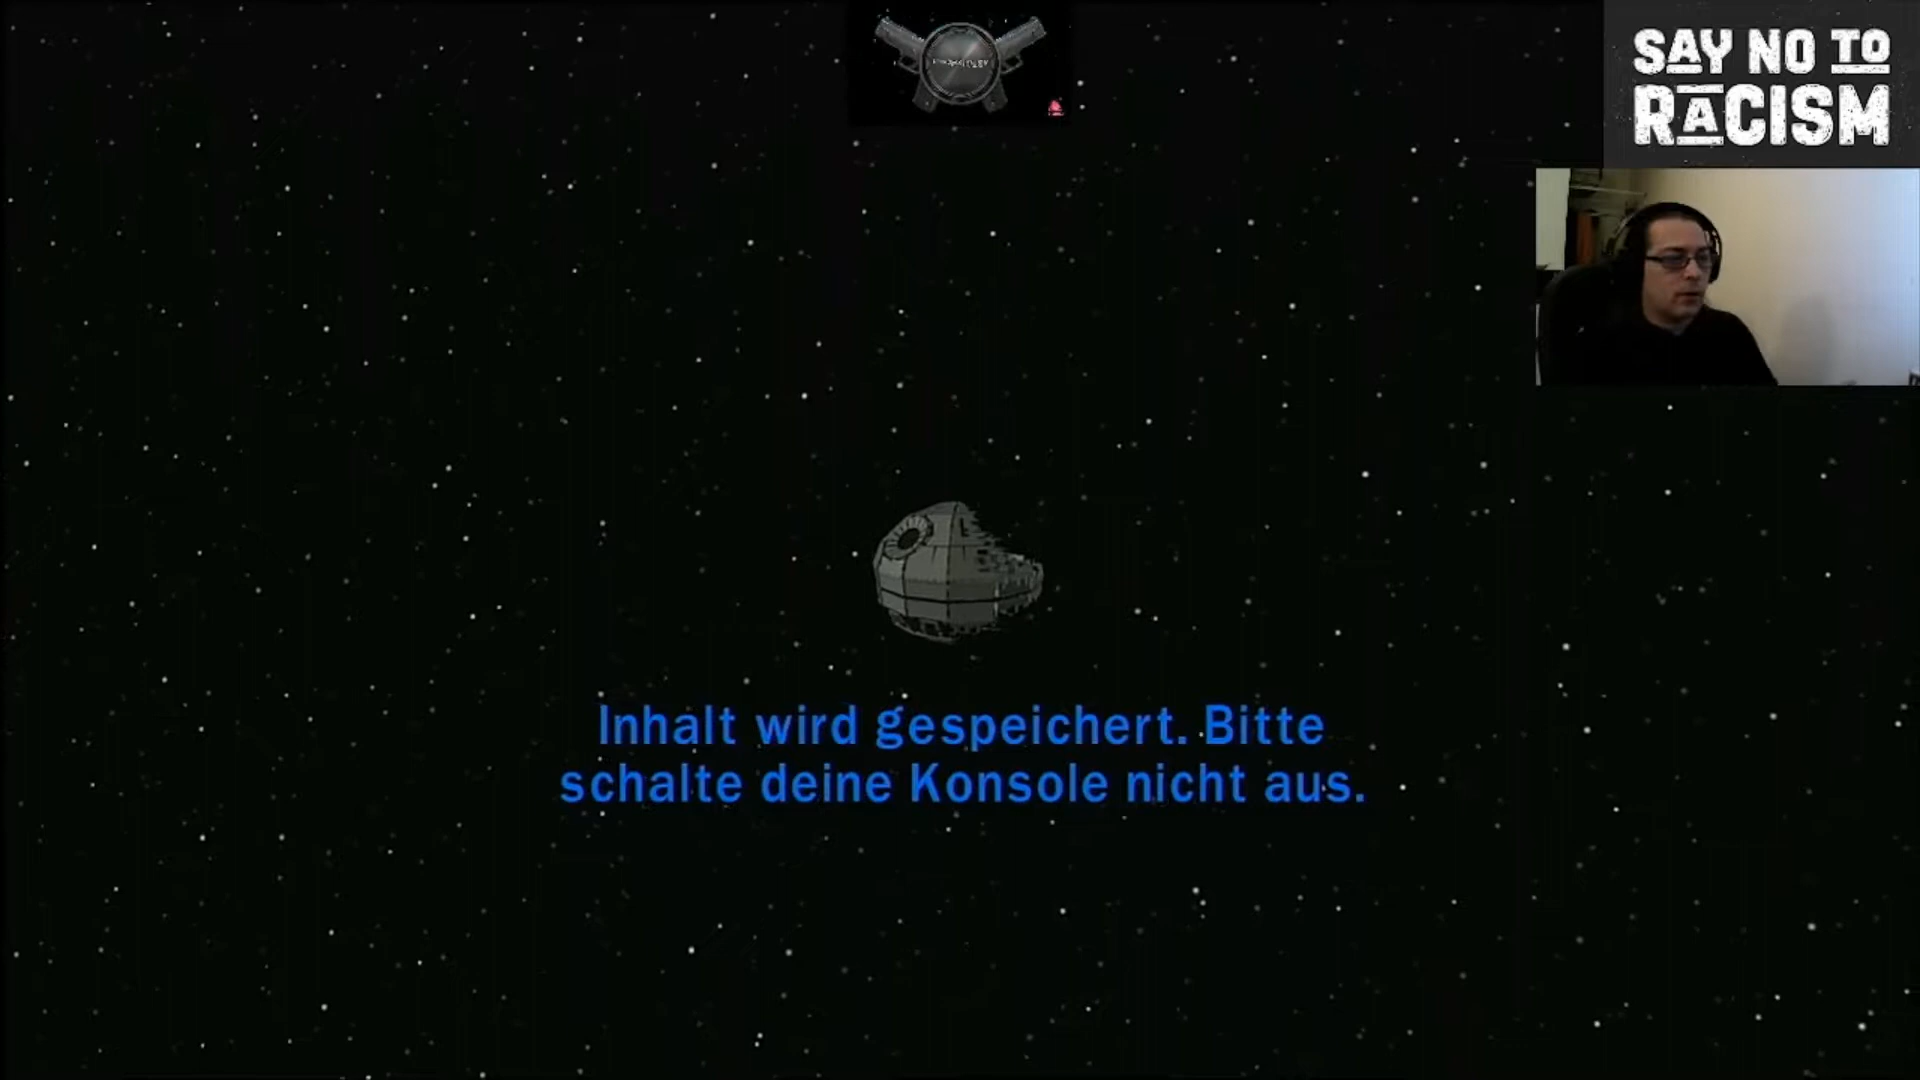 SAY NO TO
RACISM
Inhalt wird gespeichert. Bitte
schalte deine Konsole nicht aus.